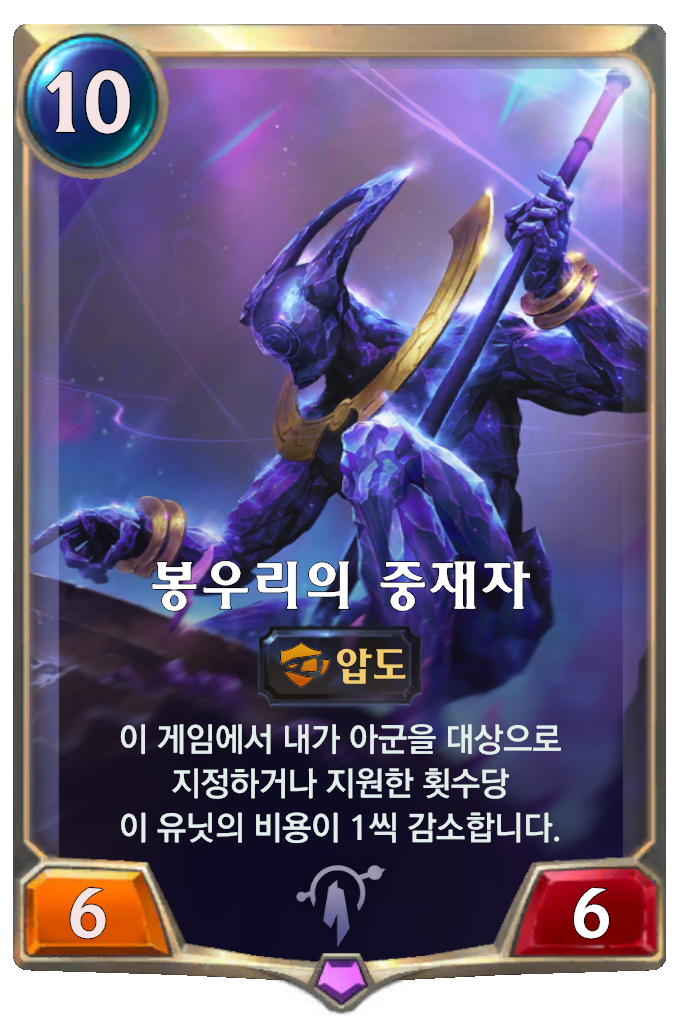 10
봉우리의 중재자
압도
이 게임에서 내가 아군을 대상으로
지정하거나 지원한 횟수당
이 유닛의 비용이 1씩 감소합니다.
6
6